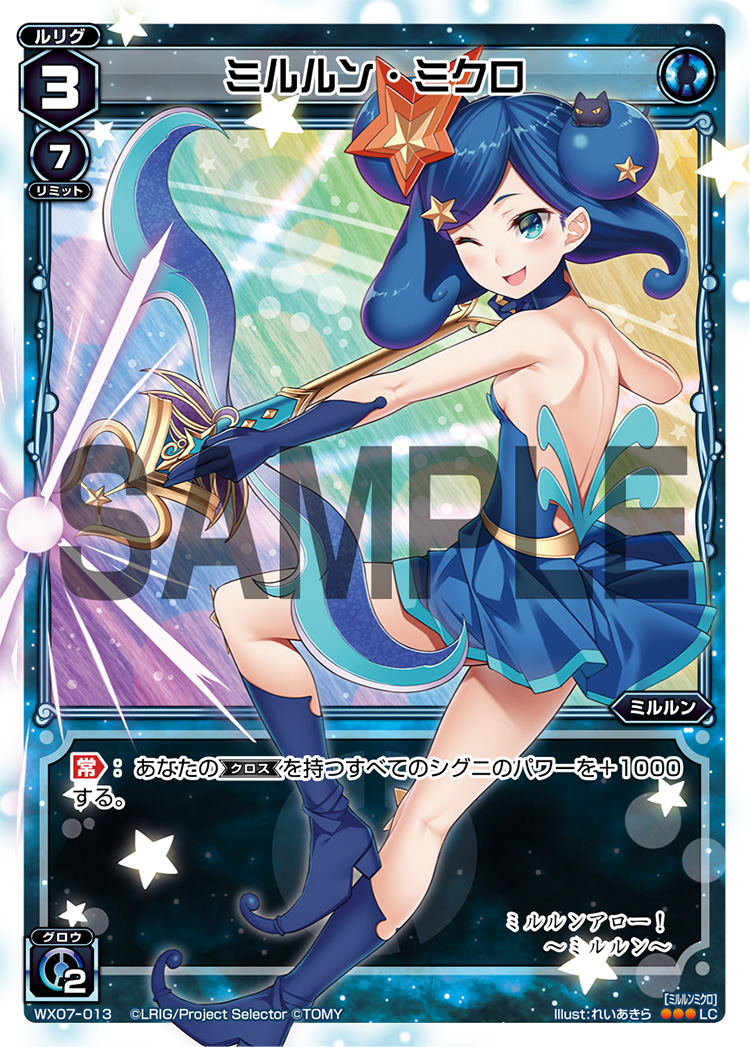 ルリグ
3
ミルルン・ミクロ
7
リミット
SAMPLE
ミルルン
常：あなたのクロスを持つすべてのシグニのパワーを＋1000
する。
ミルルンアロー！
～ミルルン～
グロウ
2
[ミルルンミクロ]
WX07-013 ©LRIG/Project Selector ©TOMY Illust:れいあきら LC